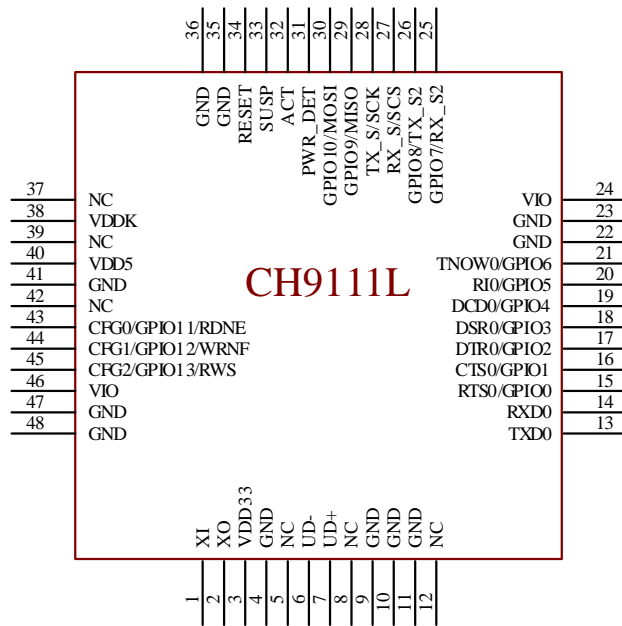 36 35 34 33 32 31 30 29 28 27 26 25
GND GND RESET SUSP ACT PWR_DET GPIO10/MOSI GPIO9/MISO TX_S/SCK RX_S/SCS GPIO8/TX_S2 GPIO7/RX_S2
37 NC
38 VDDK
39 NC
40 VDD5
41 GND
42 NC
43 CFG0/GPIO11/RDNE
44 CFG1/GPIO12/WRNF
45 CFG2/GPIO13/RWS
46 VIO
47 GND
48 GND
CH9111L
VIO 24
GND 23
GND 22
TNOW0/GPIO6 21
RI0/GPIO5 20
DCD0/GPIO4 19
DSR0/GPIO3 18
DTR0/GPIO2 17
CTS0/GPIO1 16
RTS0/GPIO0 15
RXD0 14
TXD0 13
XI XO VDD33 GND NC UD- UD+ NC GND GND GND NC
1 2 3 4 5 6 7 8 9 10 11 12